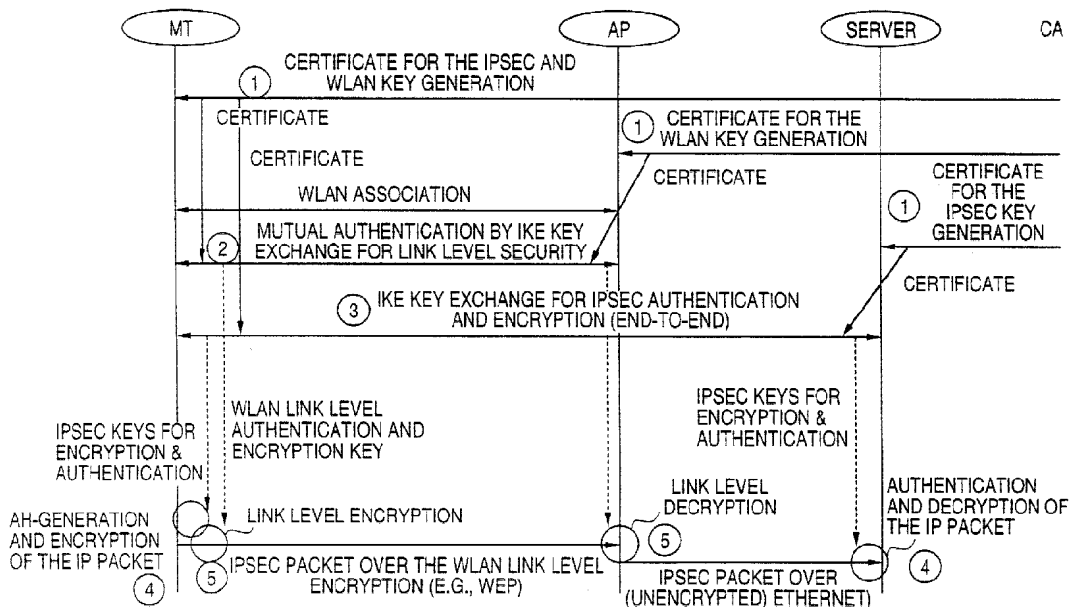 MT
AP
SERVER
CA
CERTIFICATE FOR THE IPSEC AND
WLAN KEY GENERATION
1
CERTIFICATE
CERTIFICATE
1
CERTIFICATE FOR THE
WLAN KEY GENERATION
CERTIFICATE
CERTIFICATE
FOR THE
IPSEC KEY
GENERATION
1
CERTIFICATE
WLAN ASSOCIATION
2
MUTUAL AUTHENTICATION BY IKE KEY
EXCHANGE FOR LINK LEVEL SECURITY
3
IKE KEY EXCHANGE FOR IPSEC AUTHENTICATION
AND ENCRYPTION (END-TO-END)
IPSEC KEYS FOR
ENCRYPTION &
AUTHENTICATION
WLAN LINK LEVEL
AUTHENTICATION AND
ENCRYPTION KEY
IPSEC KEYS FOR
ENCRYPTION &
AUTHENTICATION
AH-GENERATION
AND ENCRYPTION
OF THE IP PACKET
4
LINK LEVEL ENCRYPTION
5
IPSEC PACKET OVER THE WLAN LINK LEVEL
ENCRYPTION (E.G., WEP)
LINK LEVEL
DECRYPTION
5
IPSEC PACKET OVER
(UNENCRYPTED) ETHERNET)
AUTHENTICATION
AND DECRYPTION OF
THE IP PACKET
4